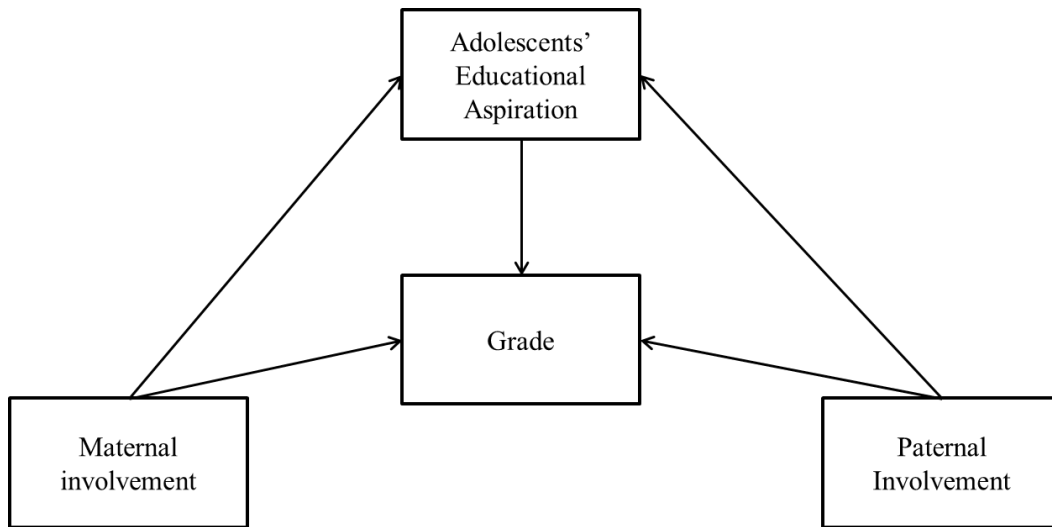 Adolescents’
Educational
Aspiration
Grade
Maternal
involvement
Paternal
Involvement